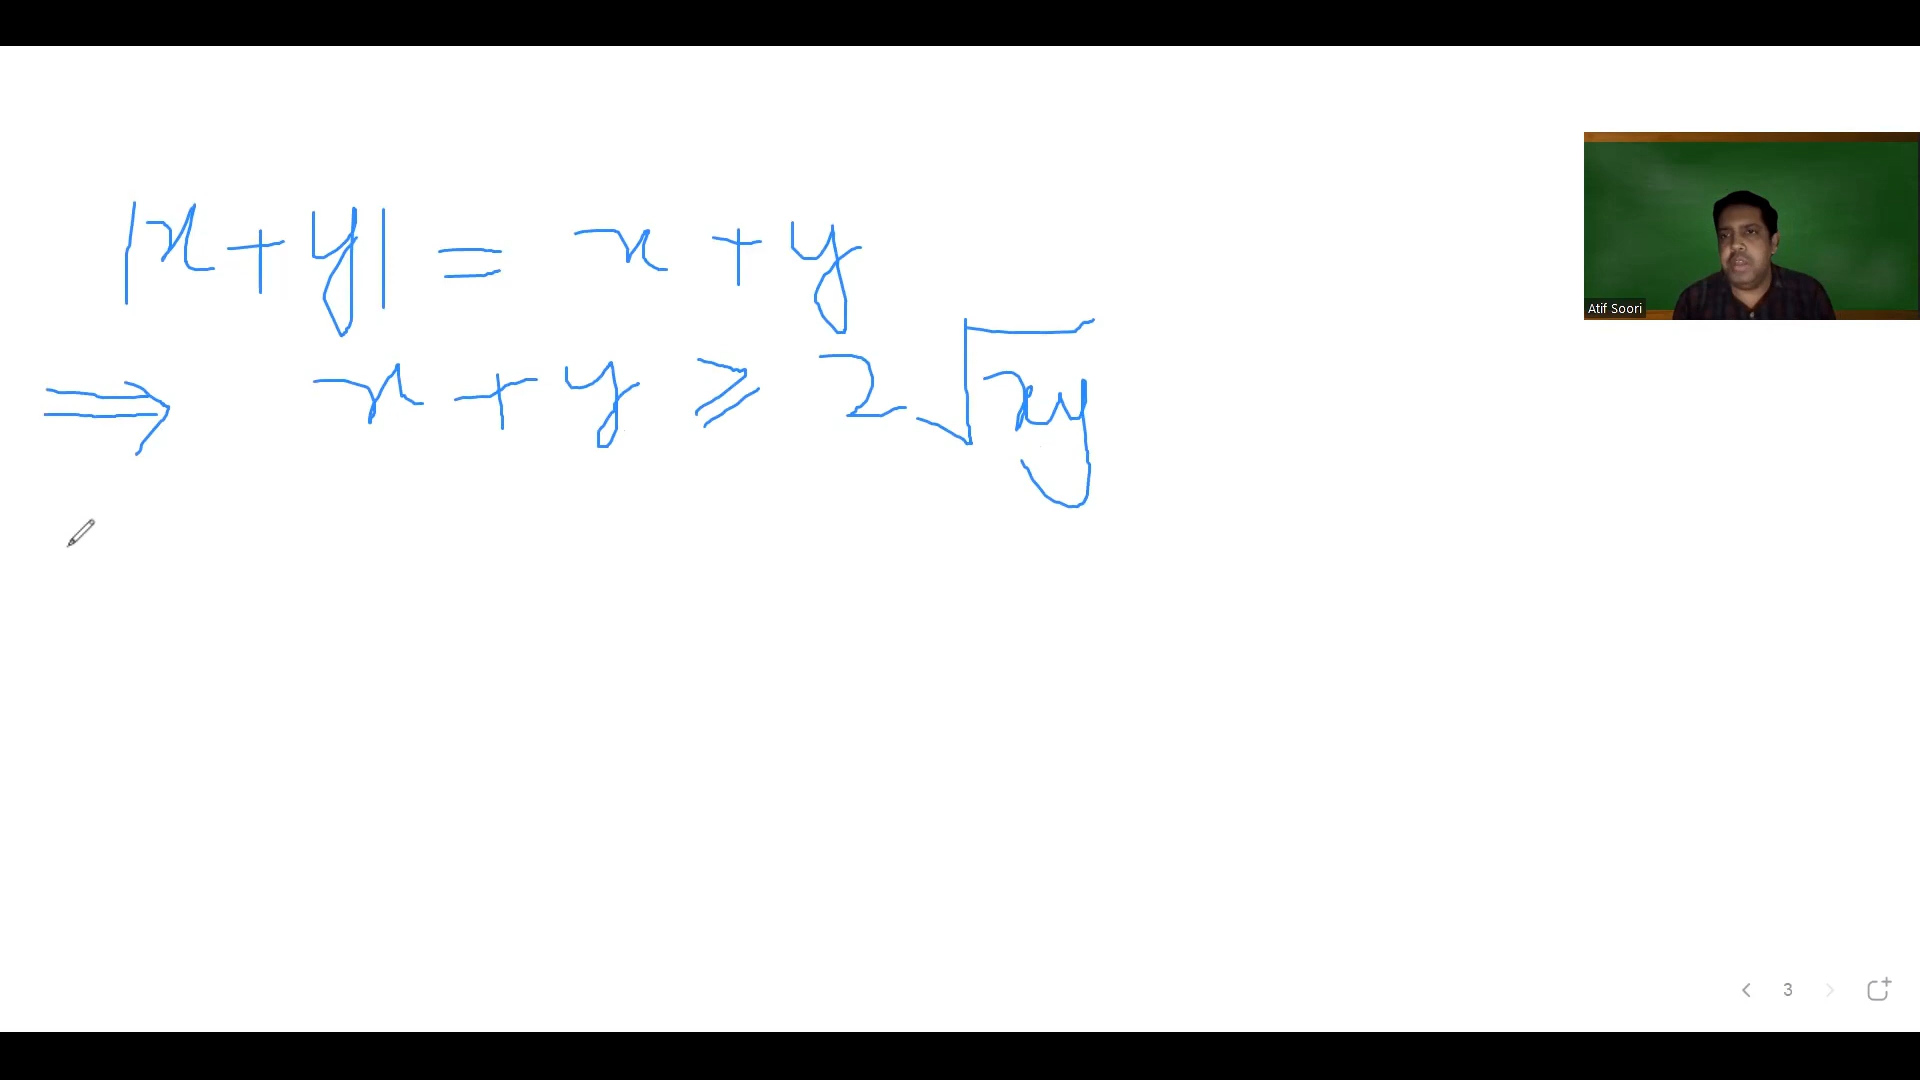 |x + y| = x + y
⇒ x + y ⩾ 2√xy
Atif Soori
3